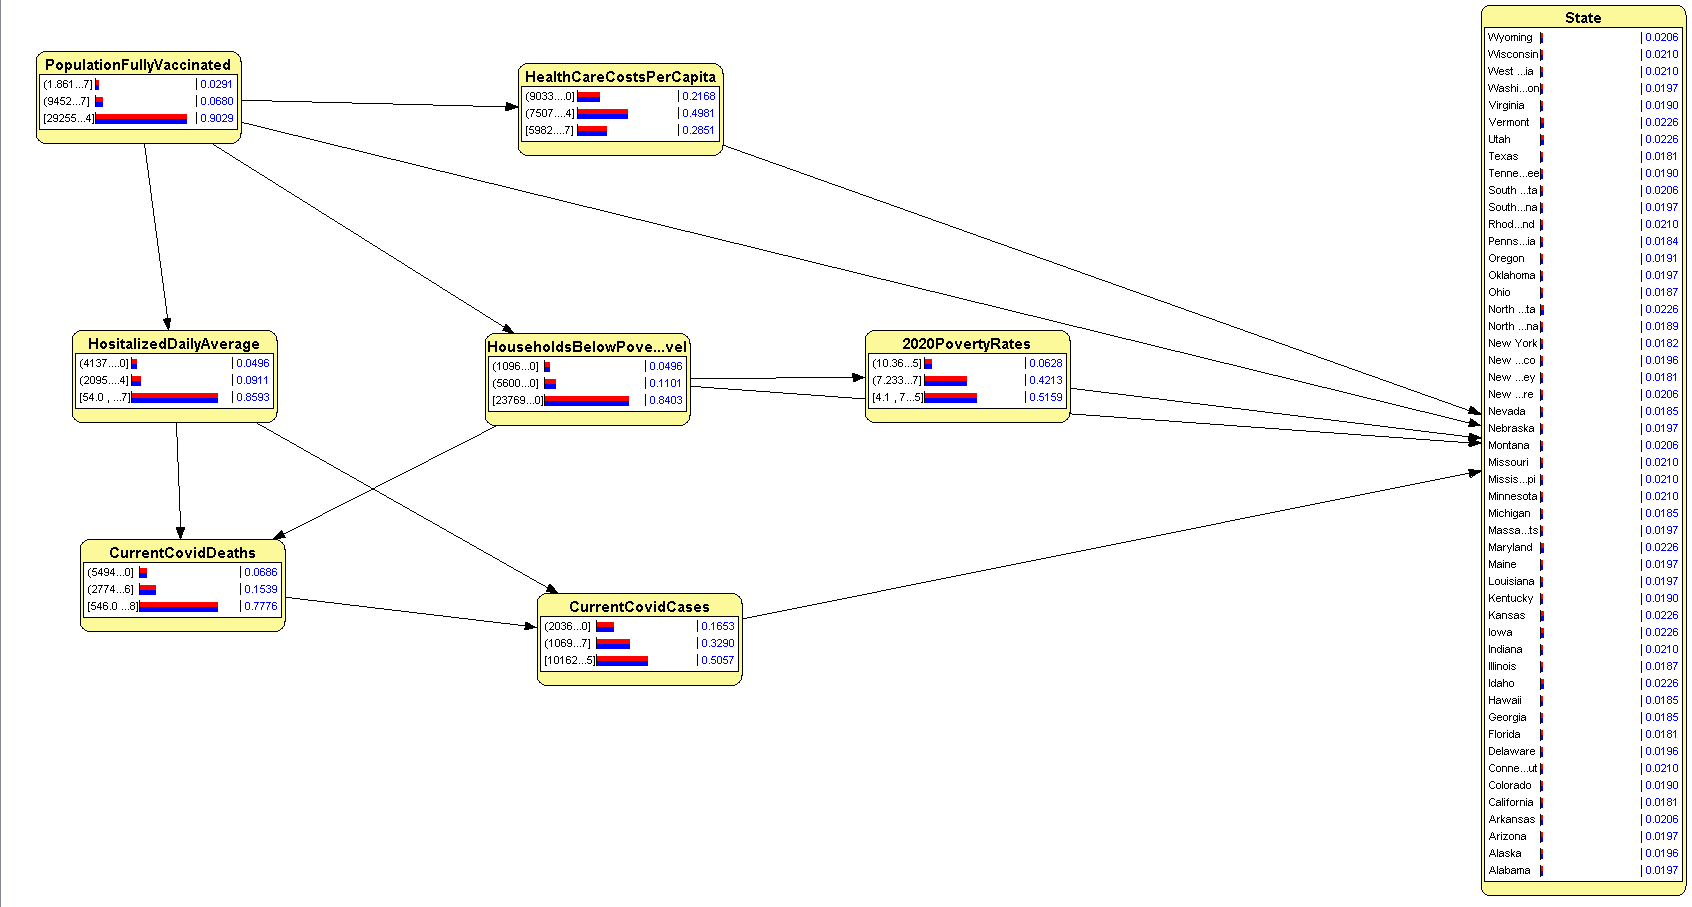 PopulationFullyVaccinated
(1.861...7] 0.0291
(9452...7] 0.0680
[29255...4] 0.9029
HealthCareCostsPerCapita
(9033....0] 0.2168
(7507....4] 0.4981
[5982....7] 0.2851
HositalizedDailyAverage
(4137....0] 0.0496
(2095....4] 0.0911
[54.0 , ...7] 0.8593
HouseholdsBelowPove...vel
(1096...0] 0.0496
(5600...0] 0.1101
[23769...0] 0.8403
2020PovertyRates
(10.36...5] 0.0628
(7.233...7] 0.4213
[4.1 , 7...5] 0.5159
CurrentCovidDeaths
(5494...0] 0.0686
(2774...6] 0.1539
[546.0 ...8] 0.7776
CurrentCovidCases
(2036...0] 0.1653
(1069...7] 0.3290
[10162...5] 0.5057
State
Wyoming 0.0206
Wisconsin 0.0210
West ...ia 0.0210
Washi...on 0.0197
Virginia 0.0190
Vermont 0.0226
Utah 0.0226
Texas 0.0181
Tenne...ee 0.0190
South ...ta 0.0206
South...na 0.0197
Rhod...nd 0.0210
Penns...ia 0.0184
Oregon 0.0191
Oklahoma 0.0197
Ohio 0.0187
North ...ta 0.0226
North ...na 0.0189
New York 0.0182
New ...co 0.0196
New ...ey 0.0181
New ...re 0.0206
Nevada 0.0185
Nebraska 0.0197
Montana 0.0206
Missouri 0.0210
Missis...pi 0.0210
Minnesota 0.0210
Michigan 0.0185
Massa...ts 0.0197
Maryland 0.0226
Maine 0.0197
Louisiana 0.0197
Kentucky 0.0190
Kansas 0.0226
Iowa 0.0226
Indiana 0.0210
Illinois 0.0187
Idaho 0.0226
Hawaii 0.0185
Georgia 0.0185
Florida 0.0181
Delaware 0.0196
Conne...ut 0.0210
Colorado 0.0190
California 0.0181
Arkansas 0.0206
Arizona 0.0197
Alaska 0.0196
Alabama 0.0197